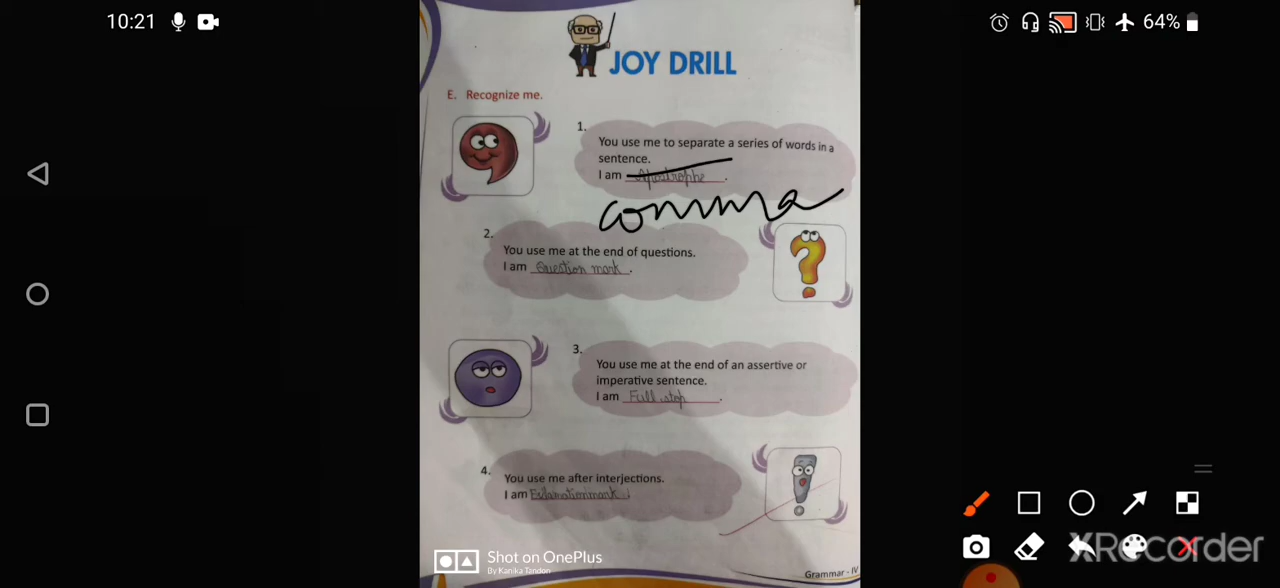 10:21
64%
JOY DRILL
E. Recognize me.
1.
You use me to separate a series of words in a
sentence.
I am Apostrophe.
comma
2.
You use me at the end of questions.
I am Question mark.
3.
You use me at the end of an assertive or
imperative sentence.
I am Full stop.
4.
You use me after interjections.
I am Exlamationmark.
Shot on OnePlus
By Kanika Tandon
Grammar - IV
XRecorder